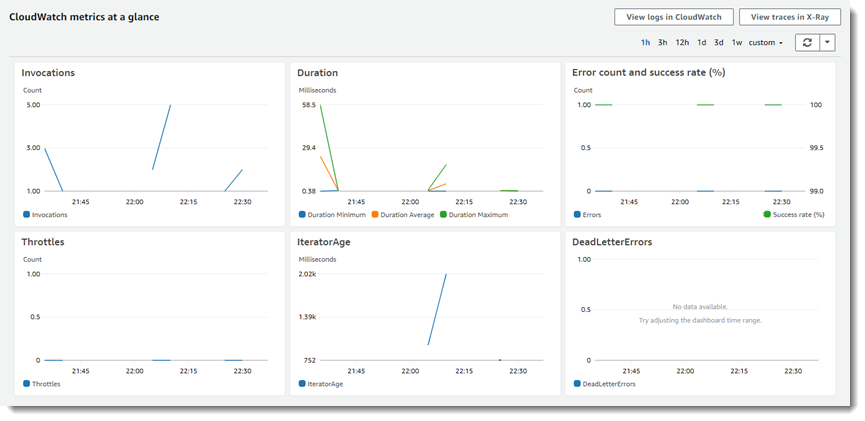 CloudWatch metrics at a glance
View logs in CloudWatch
View traces in X-Ray
1h 3h 12h 1d 3d 1w custom
Invocations
Count
5.00
3.00
1.00
21:45 22:00 22:15 22:30
Invocations
Duration
Milliseconds
58.5
29.4
0.38
21:45 22:00 22:15 22:30
Duration Minimum Duration Average Duration Maximum
Error count and success rate (%)
Count
1.00 100
0.5 99.5
0 99.0
21:45 22:00 22:15 22:30
Errors Success rate (%)
Throttles
Count
1.00
0.5
0
21:45 22:00 22:15 22:30
Throttles
IteratorAge
Milliseconds
2.02k
1.39k
752
21:45 22:00 22:15 22:30
IteratorAge
DeadLetterErrors
1.00
0.5
0
No data available.
Try adjusting the dashboard time range.
21:45 22:00 22:15 22:30
DeadLetterErrors